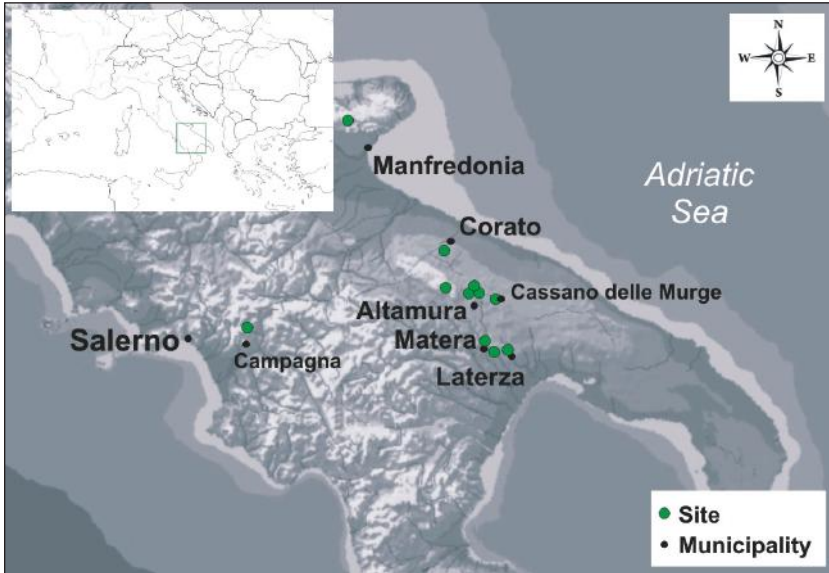 N
W E
S
Manfredonia
Adriatic
Sea
Corato
Cassano delle Murge
Altamura
Salerno
Matera
Campagna
Laterza
Site
Municipality